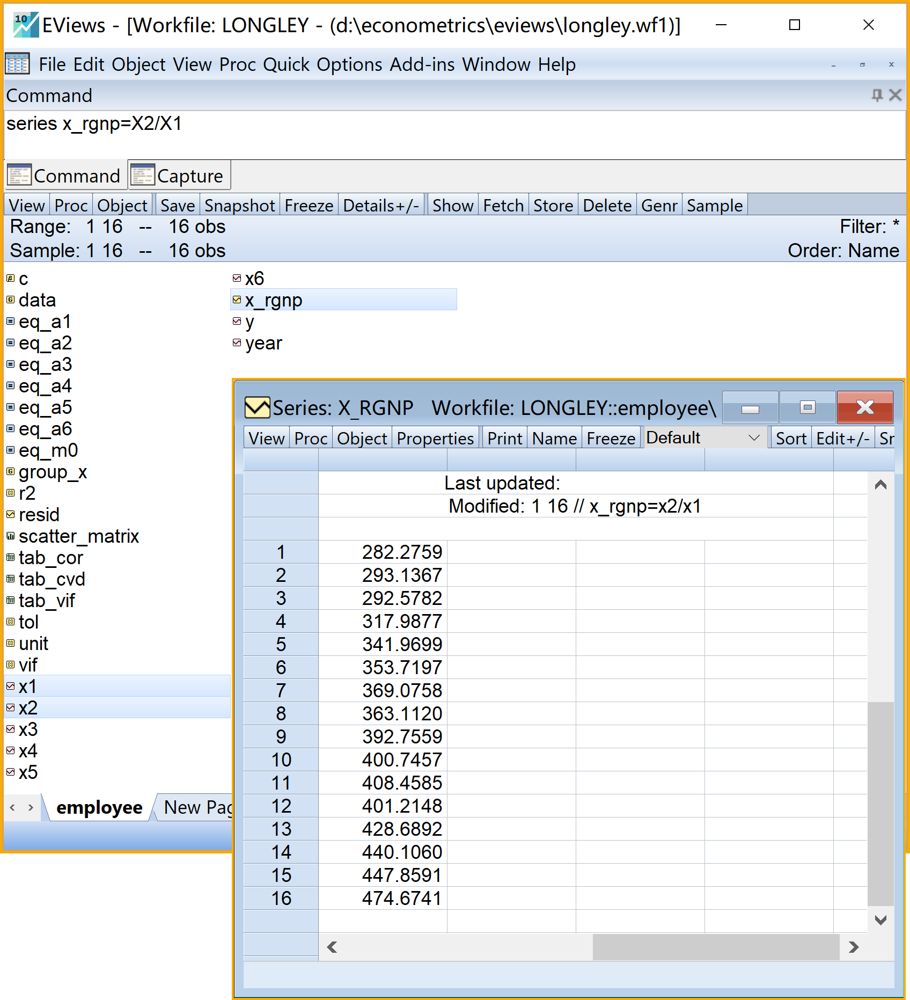 10 EViews - [Workfile: LONGLEY - (d:\econometrics\eviews\longley.wf1)]
File Edit Object View Proc Quick Options Add-ins Window Help
Command
series x_rgnp=X2/X1
Command Capture
View Proc Object Save Snapshot Freeze Details+/- Show Fetch Store Delete Genr Sample
Range: 1 16 -- 16 obs Filter: *
Sample: 1 16 -- 16 obs Order: Name
c
data
eq_a1
eq_a2
eq_a3
eq_a4
eq_a5
eq_a6
eq_m0
group_x
r2
resid
scatter_matrix
tab_cor
tab_cvd
tab_vif
tol
unit
vif
x1
x2
x3
x4
x5
x6
x_rgnp
y
year
employee New Pag
Series: X_RGNP Workfile: LONGLEY::employee\
View Proc Object Properties Print Name Freeze Default Sort Edit+/- Sr
Last updated:
Modified: 1 16 // x_rgnp=x2/x1
1 282.2759
2 293.1367
3 292.5782
4 317.9877
5 341.9699
6 353.7197
7 369.0758
8 363.1120
9 392.7559
10 400.7457
11 408.4585
12 401.2148
13 428.6892
14 440.1060
15 447.8591
16 474.6741